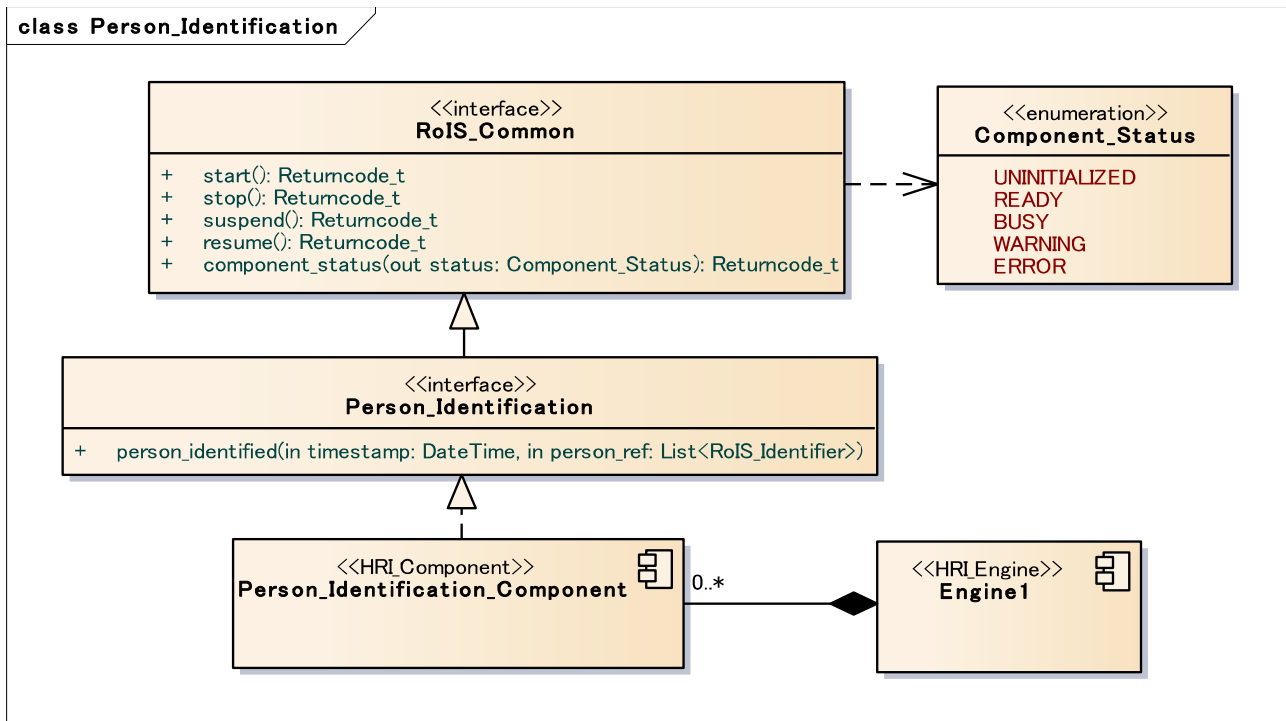 class Person_Identification
<<interface>>
RoIS_Common
+ start(): Returncode_t
+ stop(): Returncode_t
+ suspend(): Returncode_t
+ resume(): Returncode_t
+ component_status(out status: Component_Status): Returncode_t
<<enumeration>>
Component_Status
UNINITIALIZED
READY
BUSY
WARNING
ERROR
<<interface>>
Person_Identification
+ person_identified(in timestamp: DateTime, in person_ref: List<RoIS_Identifier>)
<<HRI_Component>>
Person_Identification_Component
0..*
<<HRI_Engine>>
Engine1